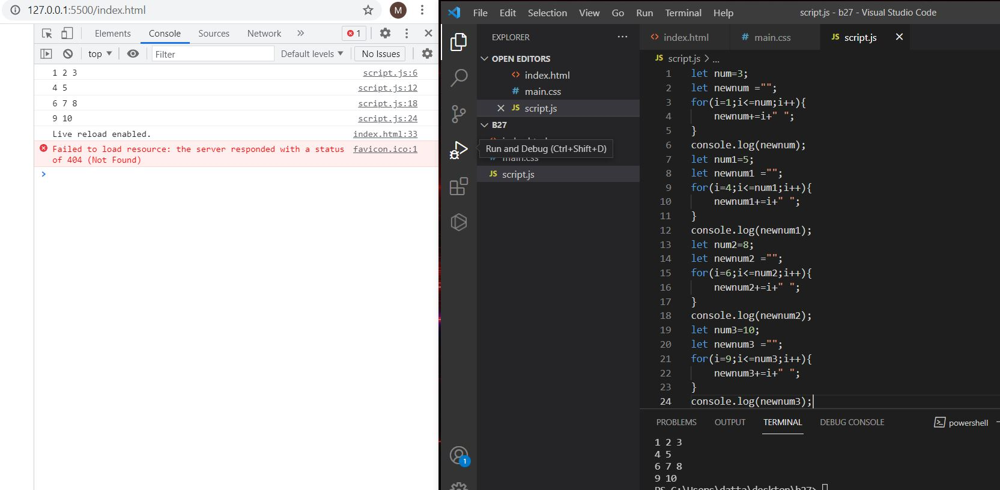 127.0.0.1:5500/index.html
M
Elements
Console
Sources
Network
1
top
Filter
Default levels
No Issues
1 2 3 script.js:6
4 5 script.js:12
6 7 8 script.js:18
9 10 script.js:24
Live reload enabled. index.html:33
Failed to load resource: the server responded with a status favicon.ico:1
of 404 (Not Found)
File Edit Selection View Go Run Terminal Help
script.js - b27 - Visual Studio Code
EXPLORER
OPEN EDITORS
<> index.html
# main.css
JS script.js
B27
Run and Debug (Ctrl+Shift+D)
# main.css
JS script.js
1
<> index.html
# main.css
JS script.js
JS script.js > ...
1 let num=3;
2 let newnum ="";
3 for(i=1;i<=num;i++){
4 newnum+=i+" ";
5 }
6 console.log(newnum);
7 let num1=5;
8 let newnum1 ="";
9 for(i=4;i<=num1;i++){
10 newnum1+=i+" ";
11 }
12 console.log(newnum1);
13 let num2=8;
14 let newnum2 ="";
15 for(i=6;i<=num2;i++){
16 newnum2+=i+" ";
17 }
18 console.log(newnum2);
19 let num3=10;
20 let newnum3 ="";
21 for(i=9;i<=num3;i++){
22 newnum3+=i+" ";
23 }
24 console.log(newnum3);
PROBLEMS OUTPUT TERMINAL DEBUG CONSOLE
powershell
1 2 3
4 5
6 7 8
9 10
PS C:\Users\datta\desktop\b27>